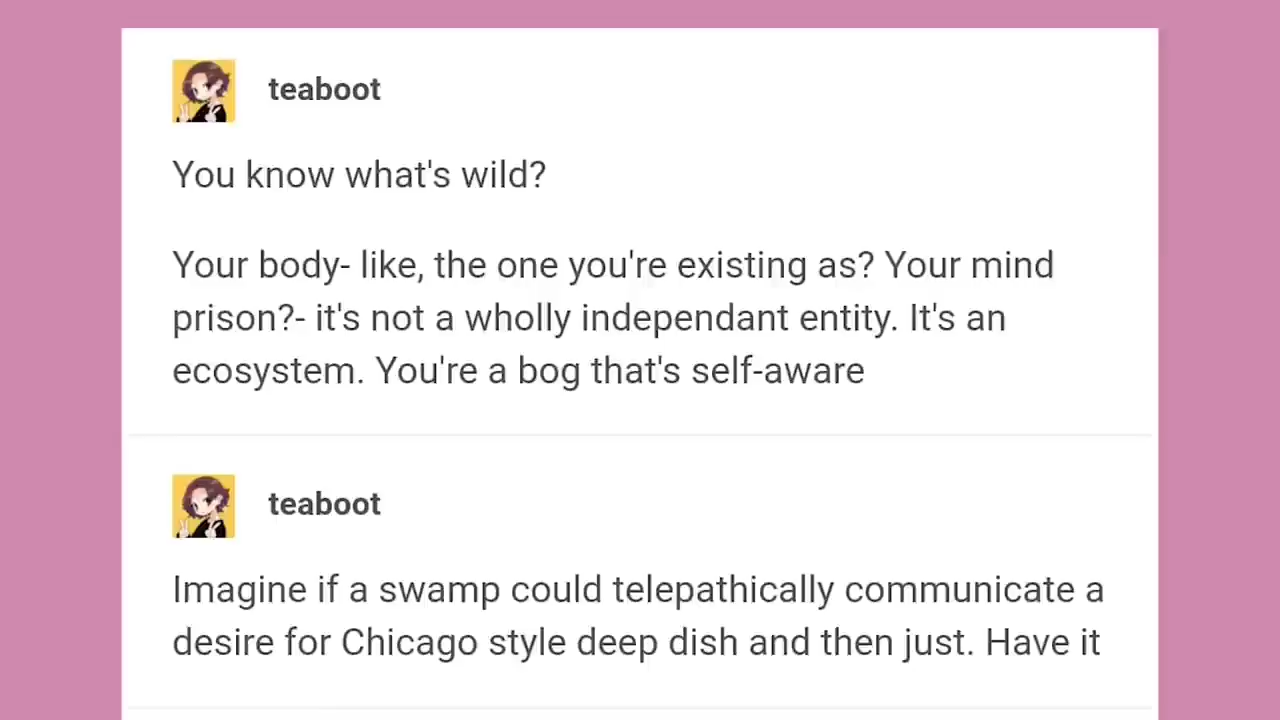 teaboot
You know what's wild?
Your body- like, the one you're existing as? Your mind
prison?- it's not a wholly independant entity. It's an
ecosystem. You're a bog that's self-aware
teaboot
Imagine if a swamp could telepathically communicate a
desire for Chicago style deep dish and then just. Have it